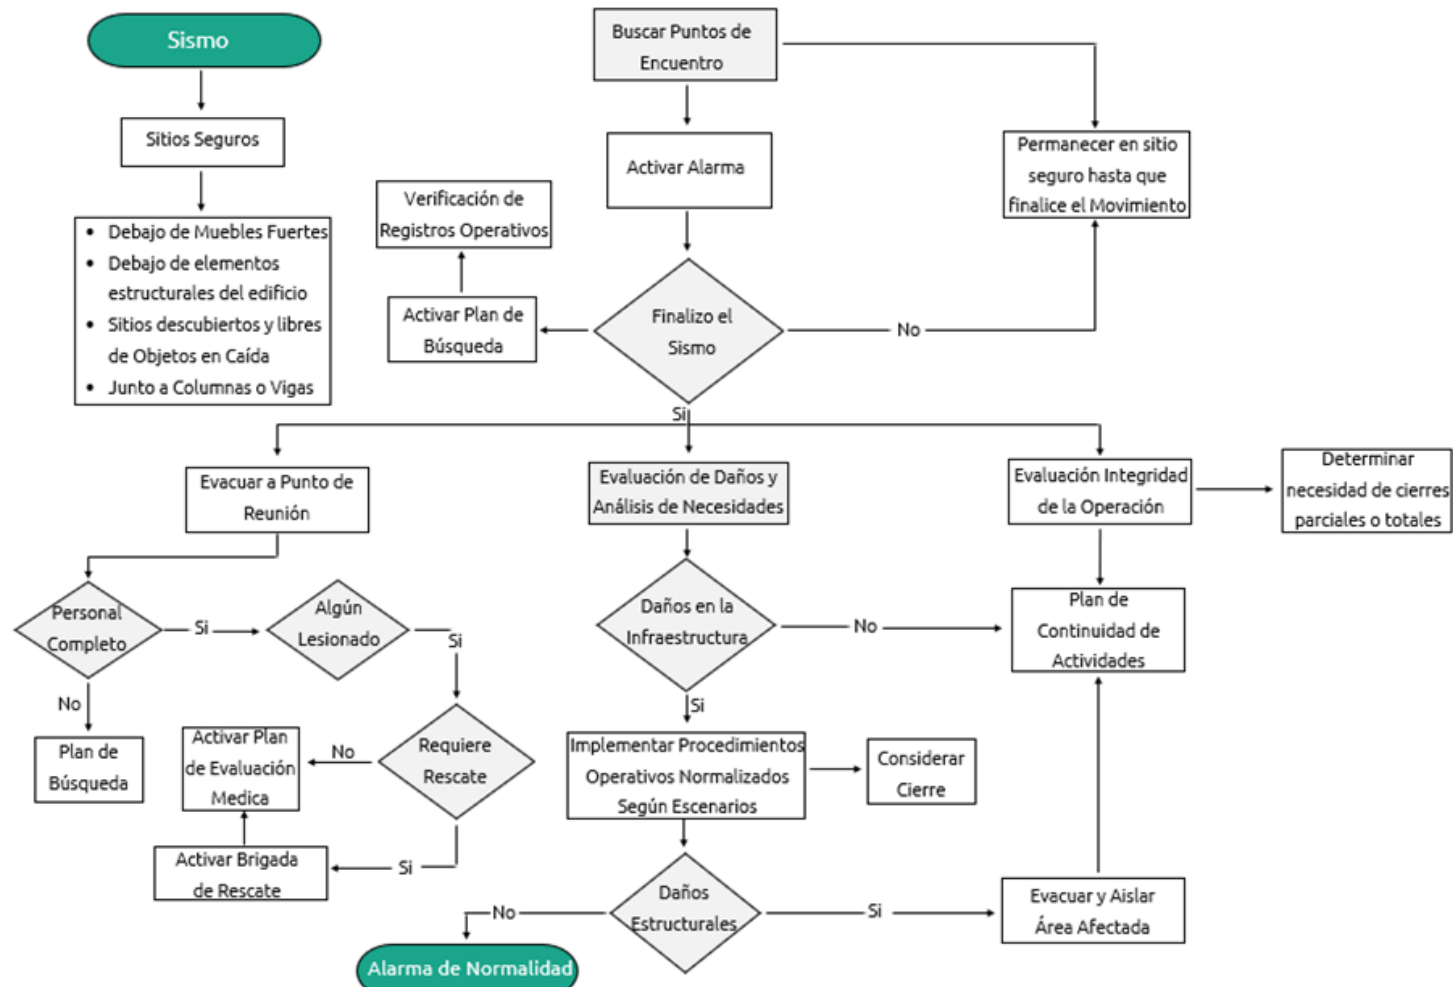 Sismo
Sitios Seguros
• Debajo de Muebles Fuertes
• Debajo de elementos
estructurales del edificio
• Sitios descubiertos y libres
de Objetos en Caída
• Junto a Columnas o Vigas
Buscar Puntos de
Encuentro
Activar Alarma
Permanecer en sitio
seguro hasta que
finalice el Movimiento
Verificación de
Registros Operativos
Activar Plan de
Búsqueda
Finalizo el
Sismo
No
Si
Evacuar a Punto de
Reunión
Evaluación de Daños y
Análisis de Necesidades
Evaluación Integridad
de la Operación
Determinar
necesidad de cierres
parciales o totales
Personal
Completo
Si
Algún
Lesionado
Si
No
Plan de
Búsqueda
Requiere
Rescate
No
Activar Plan
de Evaluación
Medica
Si
Activar Brigada
de Rescate
Daños en la
Infraestructura
No
Plan de
Continuidad de
Actividades
Si
Implementar Procedimientos
Operativos Normalizados
Según Escenarios
Considerar
Cierre
Daños
Estructurales
No
Si
Evacuar y Aislar
Área Afectada
Alarma de Normalidad